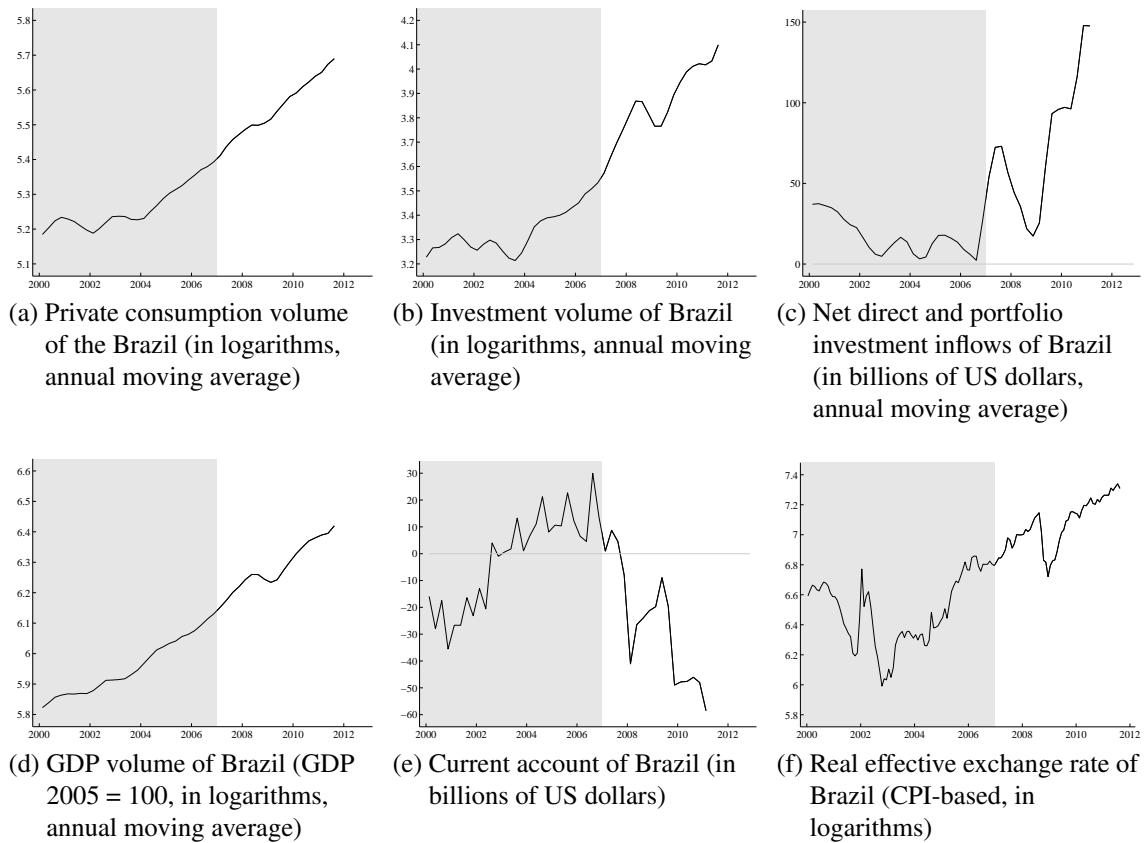 5.8
5.7
5.6
5.5
5.4
5.3
5.2
5.1
2000 2002 2004 2006 2008 2010 2012
(a) Private consumption volume
of the Brazil (in logarithms,
annual moving average)
4.2
4.1
4
3.9
3.8
3.7
3.6
3.5
3.4
3.3
3.2
2000 2002 2004 2006 2008 2010 2012
(b) Investment volume of Brazil
(in logarithms, annual moving
average)
150
100
50
0
2000 2002 2004 2006 2008 2010 2012
(c) Net direct and portfolio
investment inflows of Brazil
(in billions of US dollars,
annual moving average)
6.6
6.5
6.4
6.3
6.2
6.1
6
5.9
5.8
2000 2002 2004 2006 2008 2010 2012
(d) GDP volume of Brazil (GDP
2005 = 100, in logarithms,
annual moving average)
30
20
10
0
−10
−20
−30
−40
−50
−60
2000 2002 2004 2006 2008 2010 2012
(e) Current account of Brazil (in
billions of US dollars)
7.4
7.2
7
6.8
6.6
6.4
6.2
6
5.8
2000 2002 2004 2006 2008 2010 2012
(f) Real effective exchange rate of
Brazil (CPI-based, in
logarithms)